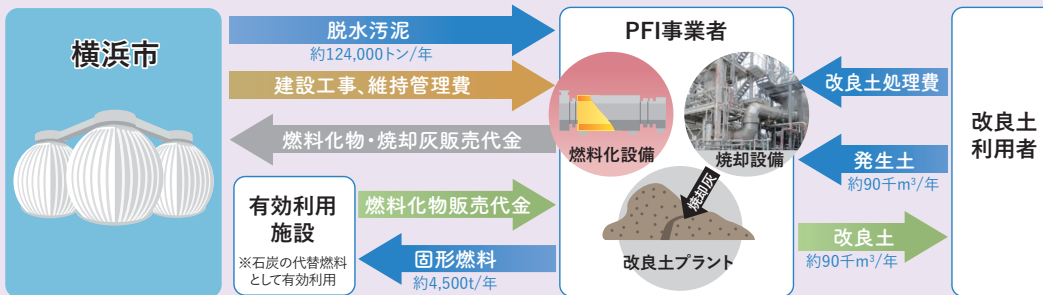 横浜市
脱水汚泥
約124,000トン/年
建設工事、維持管理費
燃料化物・焼却灰販売代金
有効利用
施設
※石炭の代替燃料
として有効利用
燃料化物販売代金
固形燃料
約4,500t/年
PFI事業者
燃料化設備
焼却設備
焼却灰
改良土プラント
改良土処理費
発生土
約90千m³/年
改良土
約90千m³/年
改良土
利用者